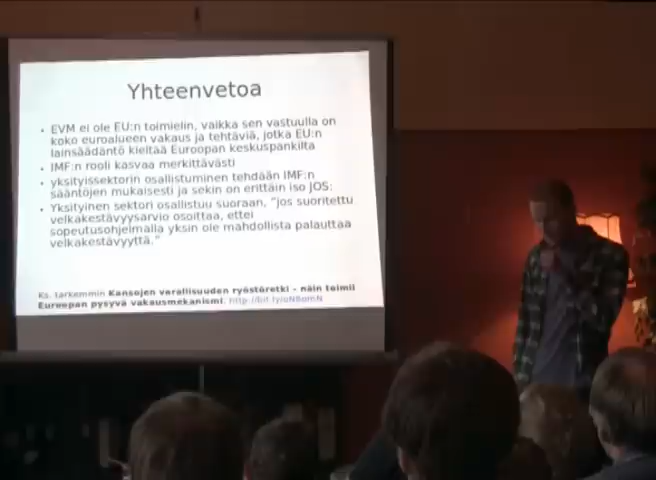 Yhteenvetoa
• EVM ei ole EU:n toimielin, vaikka sen vastuulla on
koko euroalueen vakaus ja tehtäviä, jotka EU:n
lainsäädäntö kieltää Euroopan keskuspankilta
• IMF:n rooli kasvaa merkittävästi
• yksityissektorin osallistuminen tehdään IMF:n
sääntöjen mukaisesti ja sekin on erittäin iso JOS:
• Yksityinen sektori osallistuu suoraan, "jos suoritettu
velkakestävyysarvio osoittaa, ettei
sopeutusohjelmalla yksin ole mahdollista palauttaa
velkakestävyyttä."
Ks. tarkemmin Kansojen varallisuuden ryöstöretki – näin toimii
Euroopan pysyvä vakausmekanismi: